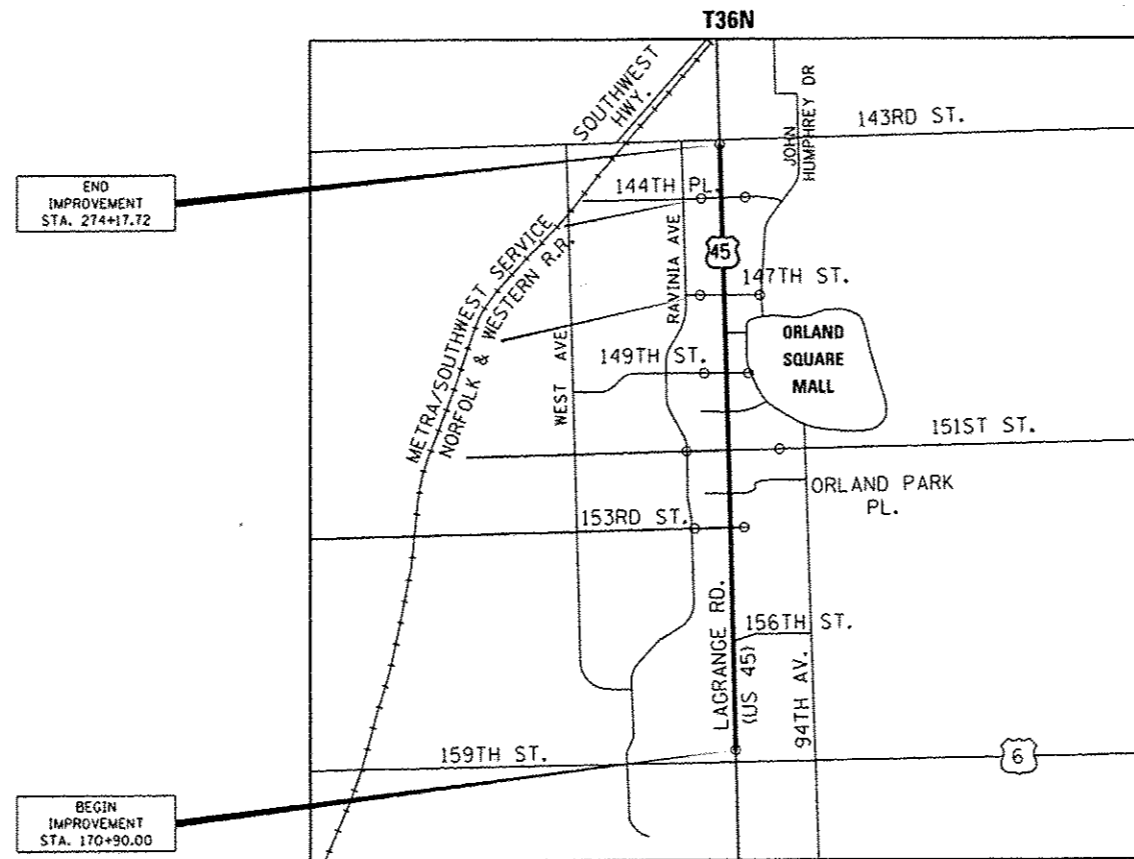 T36N
SOUTHWEST
HWY.
JOHN
HUMPHREY DR
143RD ST.
END
IMPROVEMENT
STA. 274+17.72
144TH PL.
METRA/SOUTHWEST SERVICE
NORFOLK & WESTERN R.R.
RAVINIA AVE
45
147TH ST.
WEST AVE.
149TH ST.
ORLAND
SQUARE
MALL
151ST ST.
ORLAND PARK
PL.
153RD ST.
LAGRANGE RD.
(US 45)
156TH ST.
94TH AV.
159TH ST.
6
BEGIN
IMPROVEMENT
STA. 170+90.00